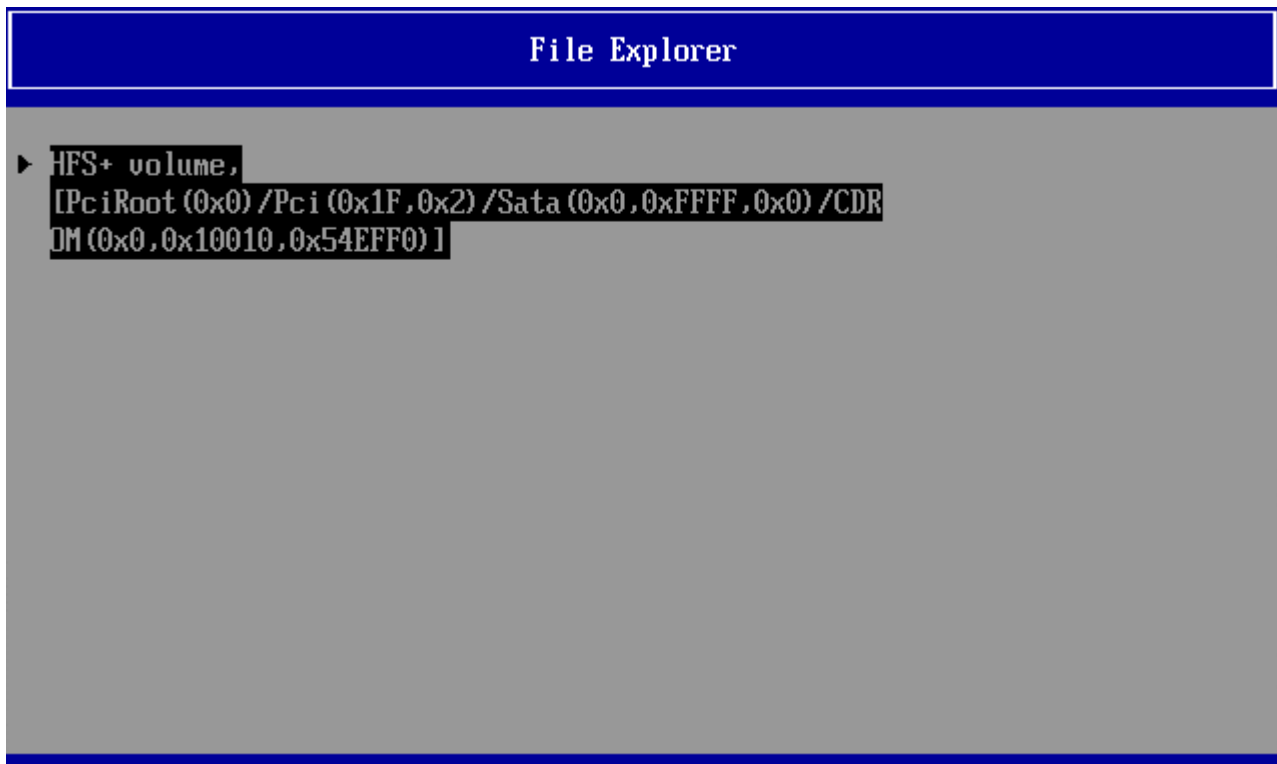 File Explorer
HFS+ volume,
[PciRoot(0x0)/Pci(0x1F,0x2)/Sata(0x0,0xFFFF,0x0)/CDR
OM(0x0,0x10010,0x54EFF0)]